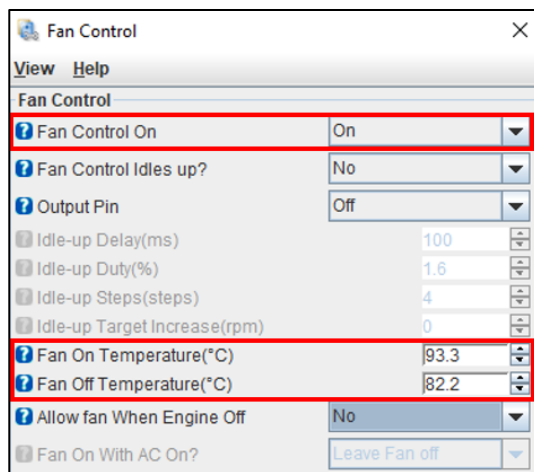 Fan Control
View Help
Fan Control
Fan Control On On
Fan Control Idles up? No
Output Pin Off
Idle-up Delay(ms) 100
Idle-up Duty(%) 1.6
Idle-up Steps(steps) 4
Idle-up Target Increase(rpm) 0
Fan On Temperature(°C) 93.3
Fan Off Temperature(°C) 82.2
Allow fan When Engine Off No
Fan On With AC On? Leave Fan off